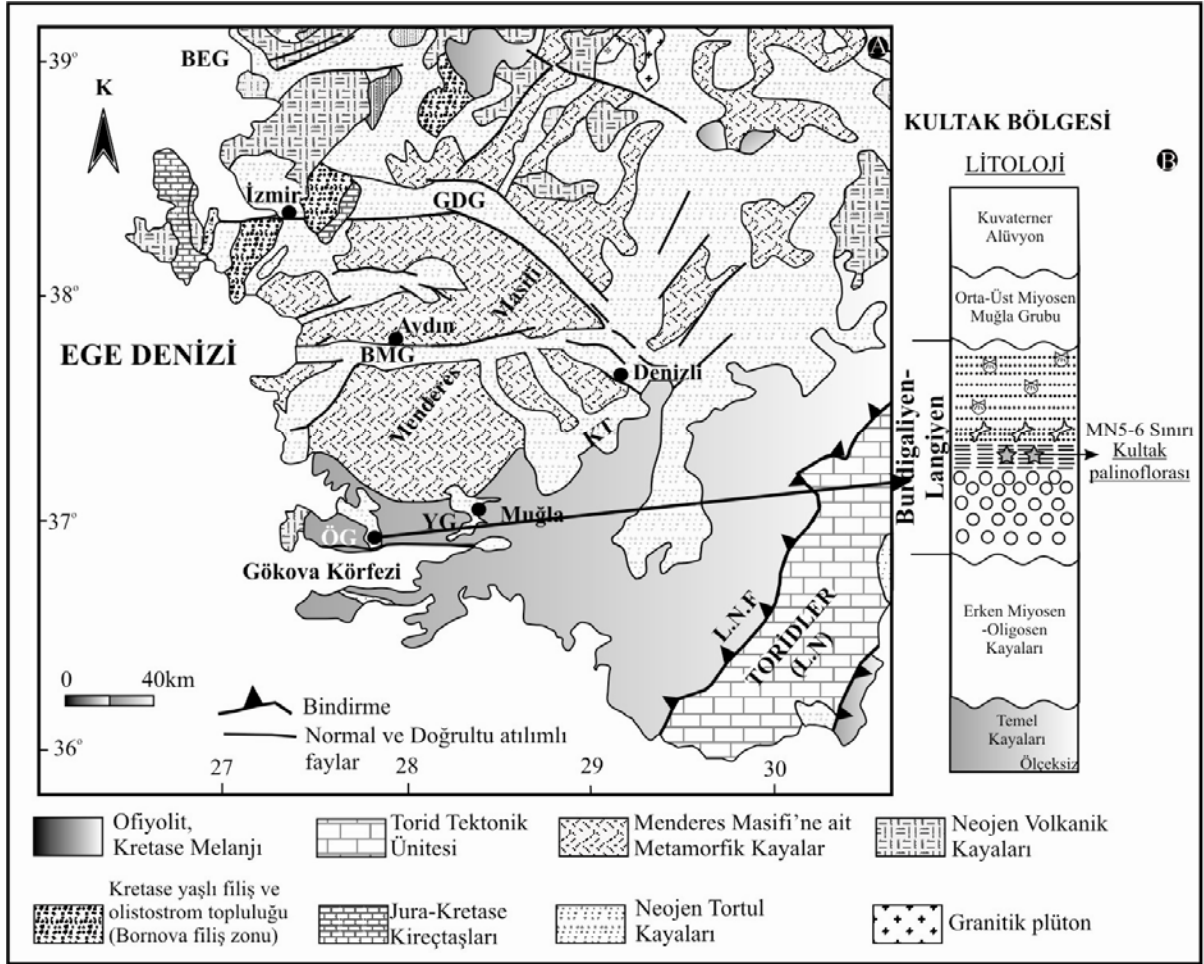 A
39°
BEG
K
İzmir
GDG
Masifi
38°
Aydın
EGE DENİZİ
BMG
Denizli
Menderes
KT
37°
YG
Muğla
ÖG
Gökova Körfezi
L.N.F
TORİDLER
(L.N)
0 40km
Bindirme
Normal ve Doğrultu atılımlı
faylar
36°
27 28 29 30
KULTAK BÖLGESİ
LİTOLOJİ
B
Kuvaterner
Alüvyon
Orta-Üst Miyosen
Muğla Grubu
Burdigaliyen-
Langiyen
MN5-6 Sınırı
Kultak
palinoflorası
Erken Miyosen
-Oligosen
Kayaları
Temel
Kayaları
Ölçeksiz
Ofiyolit,
Kretase Melanjı
Torid Tektonik
Ünitesi
Menderes Masifi’ne ait
Metamorfik Kayalar
Neojen Volkanik
Kayaları
Kretase yaşlı filiş ve
olistostrom topluluğu
(Bornova filiş zonu)
Jura-Kretase
Kireçtaşları
Neojen Tortul
Kayaları
Granitik plüton